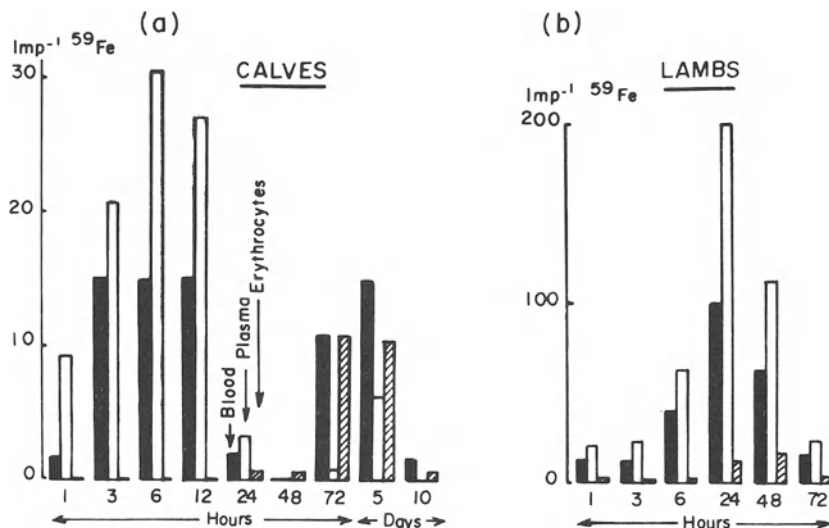 (a)
Imp⁻¹ ⁵⁹Fe
CALVES
30
20
10
0
Blood
Plasma
Erythrocytes
1 3 6 12 24 48 72 5 10
Hours Days
(b)
Imp⁻¹ ⁵⁹Fe
LAMBS
200
100
00
1 3 6 24 48 72
Hours